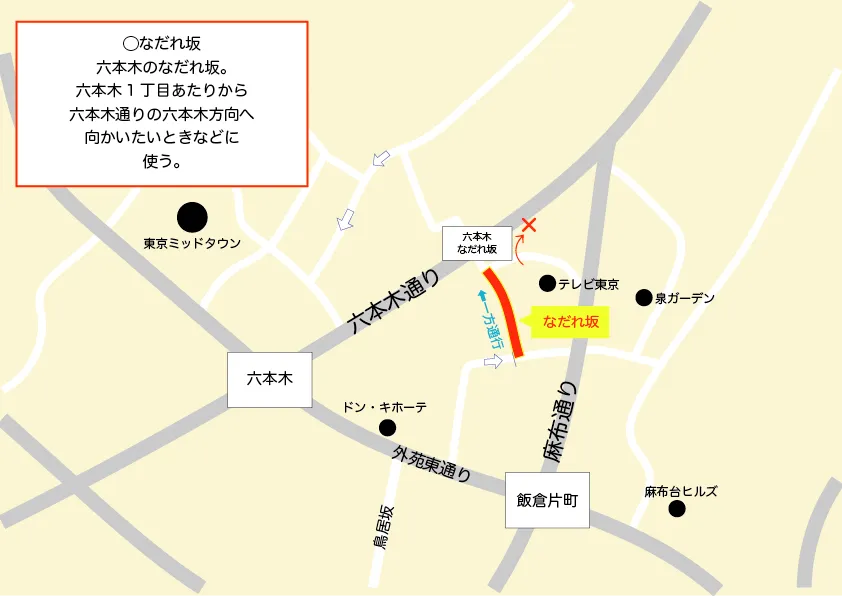 ◯なだれ坂
六本木のなだれ坂。
六本木1丁目あたりから
六本木通りの六本木方向へ
向かいたいときなどに
使う。
東京ミッドタウン
六本木
なだれ坂
六本木通り
テレビ東京
泉ガーデン
一方通行
なだれ坂
六本木
ドン・キホーテ
麻布通り
外苑東通り
飯倉片町
麻布台ヒルズ
鳥居坂